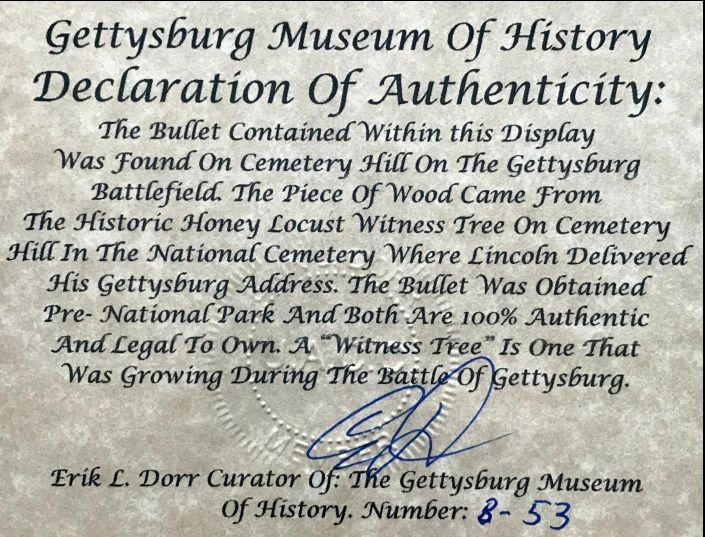 Gettysburg Museum Of History
Declaration Of Authenticity:
The Bullet Contained Within this Display
Was Found On Cemetery Hill On The Gettysburg
Battlefield. The Piece Of Wood Came From
The Historic Honey Locust Witness Tree On Cemetery
Hill In The National Cemetery Where Lincoln Delivered
His Gettysburg Address. The Bullet Was Obtained
Pre- National Park And Both Are 100% Authentic
And Legal To Own. A "Witness Tree" Is One That
Was Growing During The Battle Of Gettysburg.
Erik L. Dorr Curator Of: The Gettysburg Museum
Of History. Number: 8-53